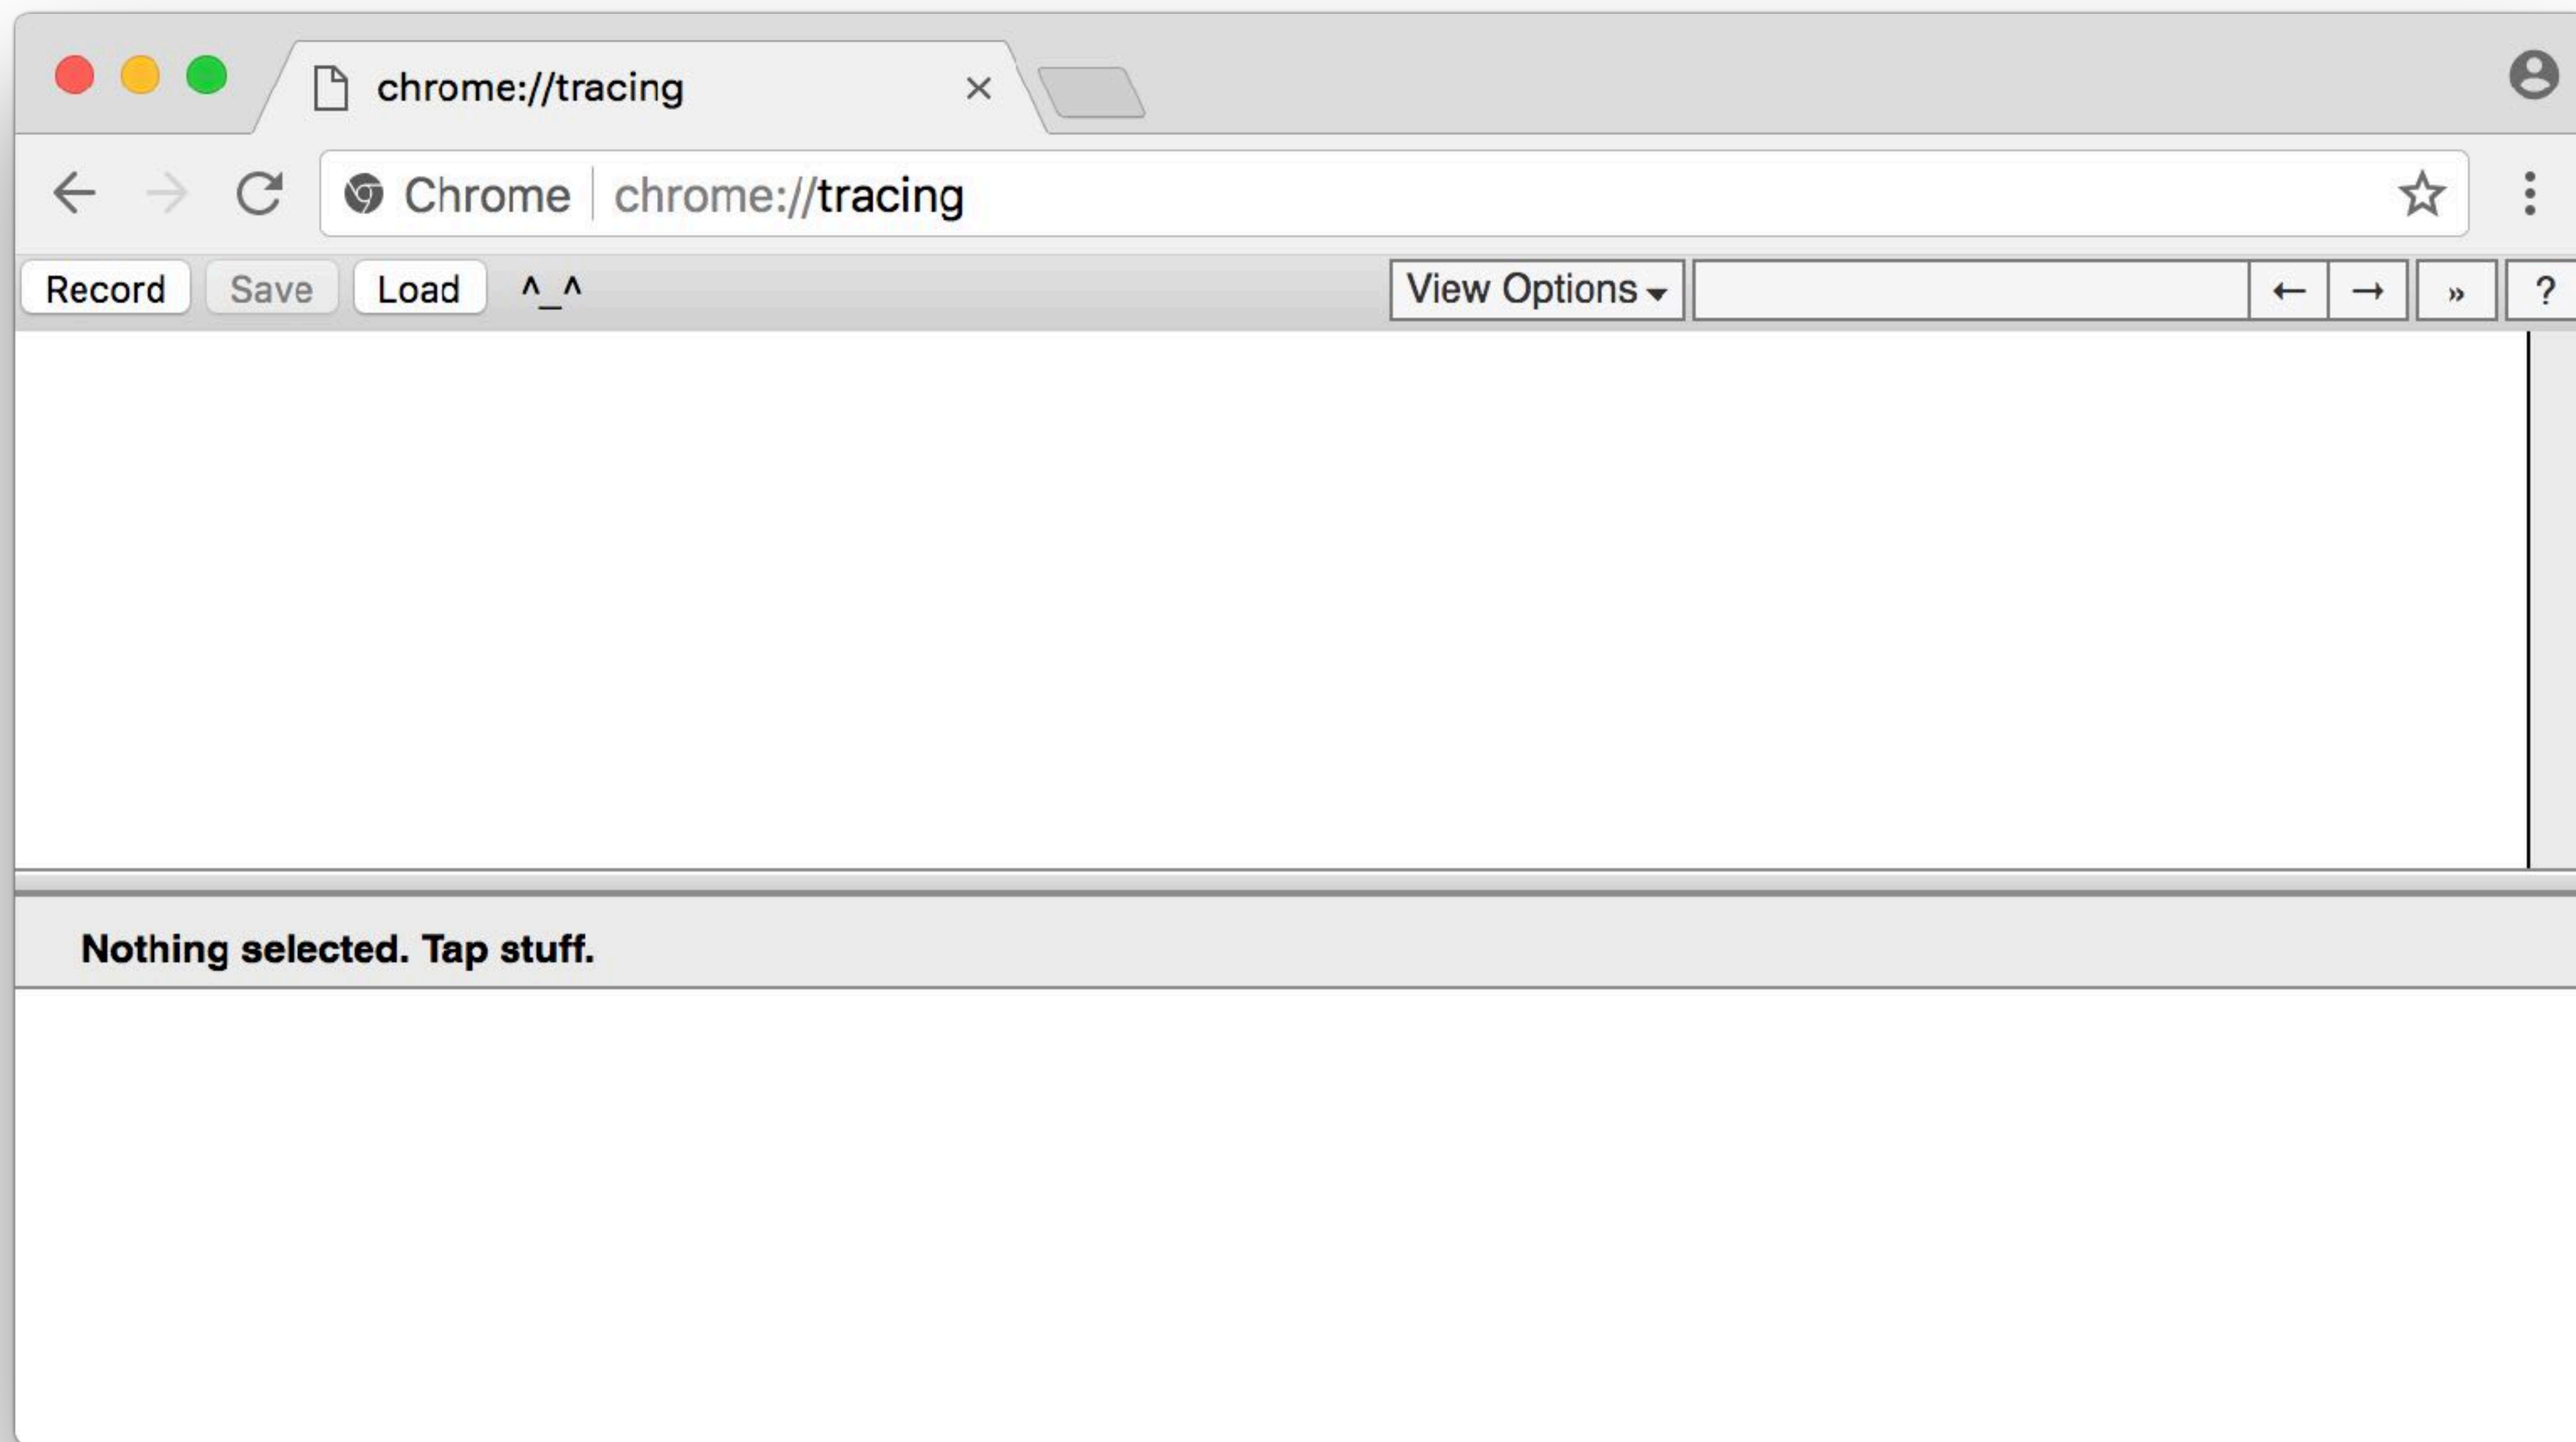 chrome://tracing
Chrome chrome://tracing
Record Save Load ^_^ View Options ← → » ?
Nothing selected. Tap stuff.